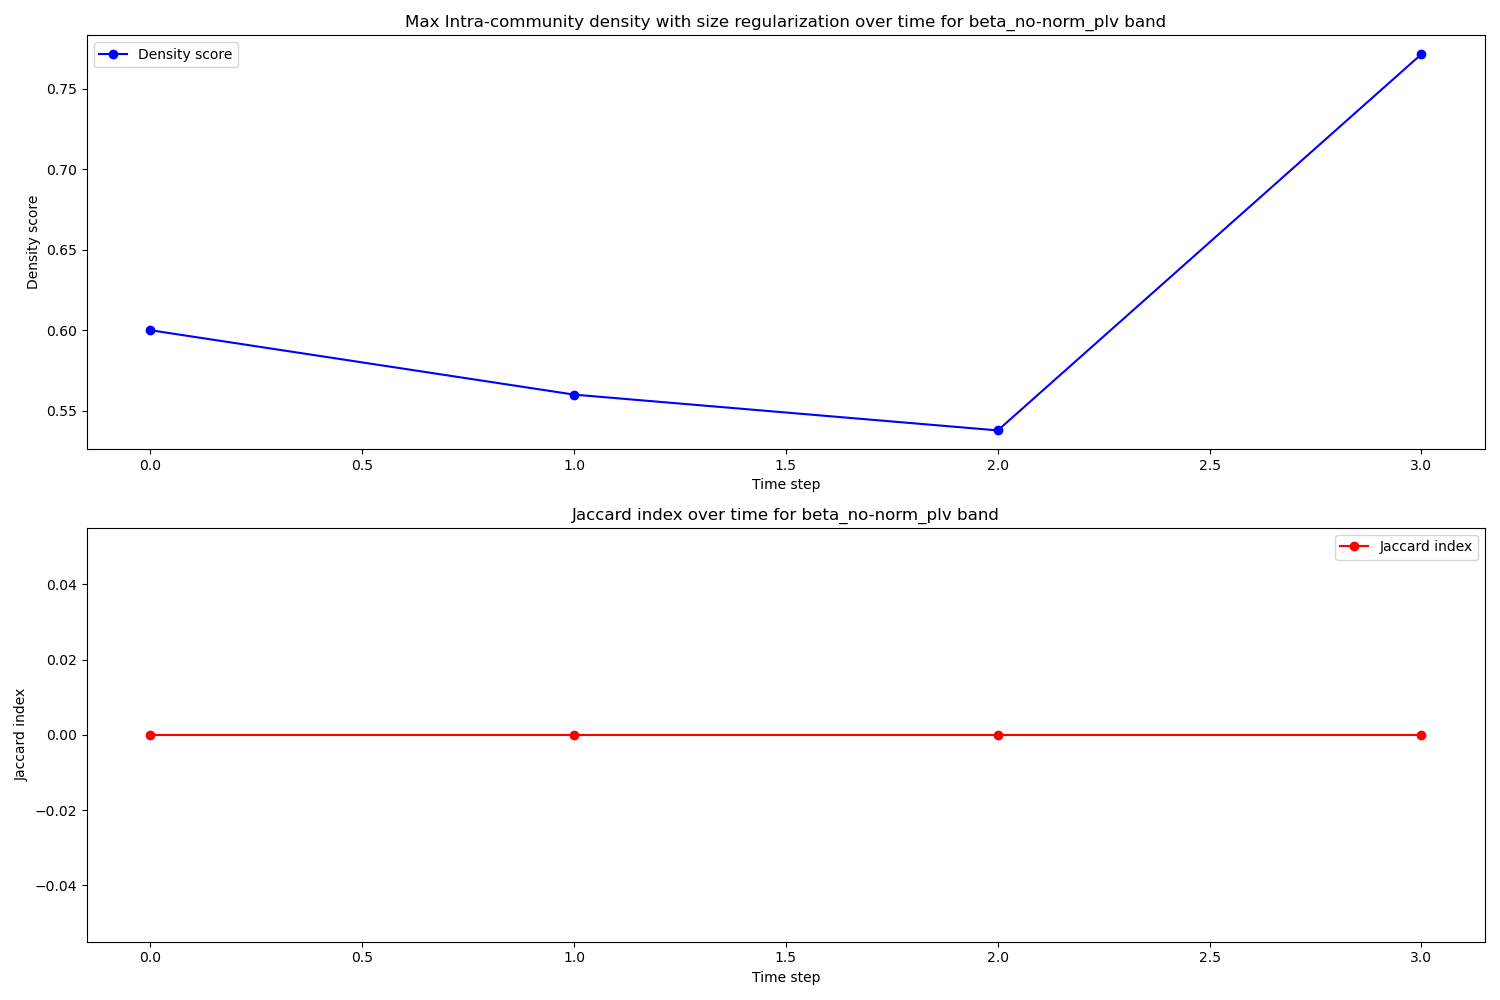 Max Intra-community density with size regularization over time for beta_no-norm_plv band
Density score
Density score
0.75
0.70
0.65
0.60
0.55
0.0 0.5 1.0 1.5 2.0 2.5 3.0
Time step
Jaccard index over time for beta_no-norm_plv band
Jaccard index
Jaccard index
0.04
0.02
0.00
−0.02
−0.04
0.0 0.5 1.0 1.5 2.0 2.5 3.0
Time step